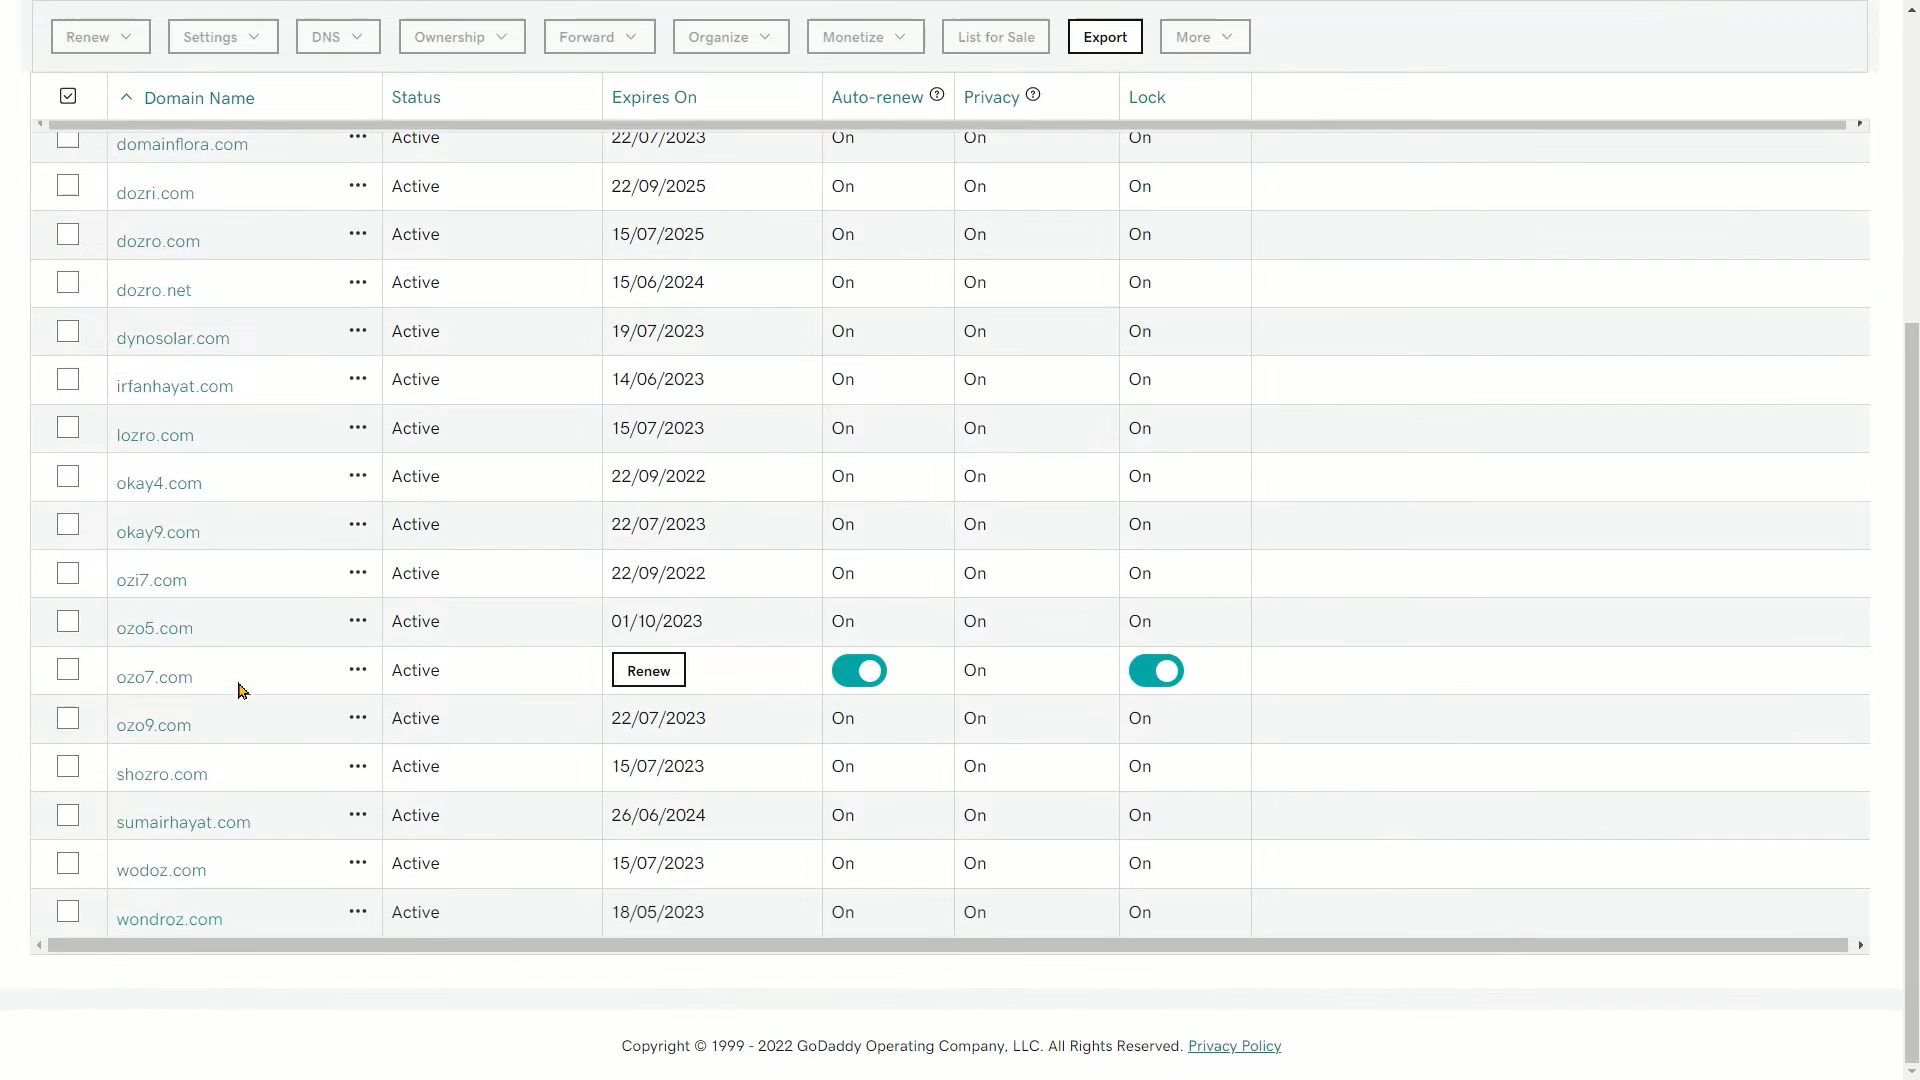 Renew Settings DNS Ownership Forward Organize Monetize List for Sale Export More
Domain Name Status Expires On Auto-renew Privacy Lock
domainflora.com ••• Active 22/07/2023 On On On
dozri.com ••• Active 22/09/2025 On On On
dozro.com ••• Active 15/07/2025 On On On
dozro.net ••• Active 15/06/2024 On On On
dynosolar.com ••• Active 19/07/2023 On On On
irfanhayat.com ••• Active 14/06/2023 On On On
lozro.com ••• Active 15/07/2023 On On On
okay4.com ••• Active 22/09/2022 On On On
okay9.com ••• Active 22/07/2023 On On On
ozi7.com ••• Active 22/09/2022 On On On
ozo5.com ••• Active 01/10/2023 On On On
ozo7.com ••• Active Renew On
ozo9.com ••• Active 22/07/2023 On On On
shozro.com ••• Active 15/07/2023 On On On
sumairhayat.com ••• Active 26/06/2024 On On On
wodoz.com ••• Active 15/07/2023 On On On
wondroz.com ••• Active 18/05/2023 On On On
Copyright © 1999 - 2022 GoDaddy Operating Company, LLC. All Rights Reserved. Privacy Policy